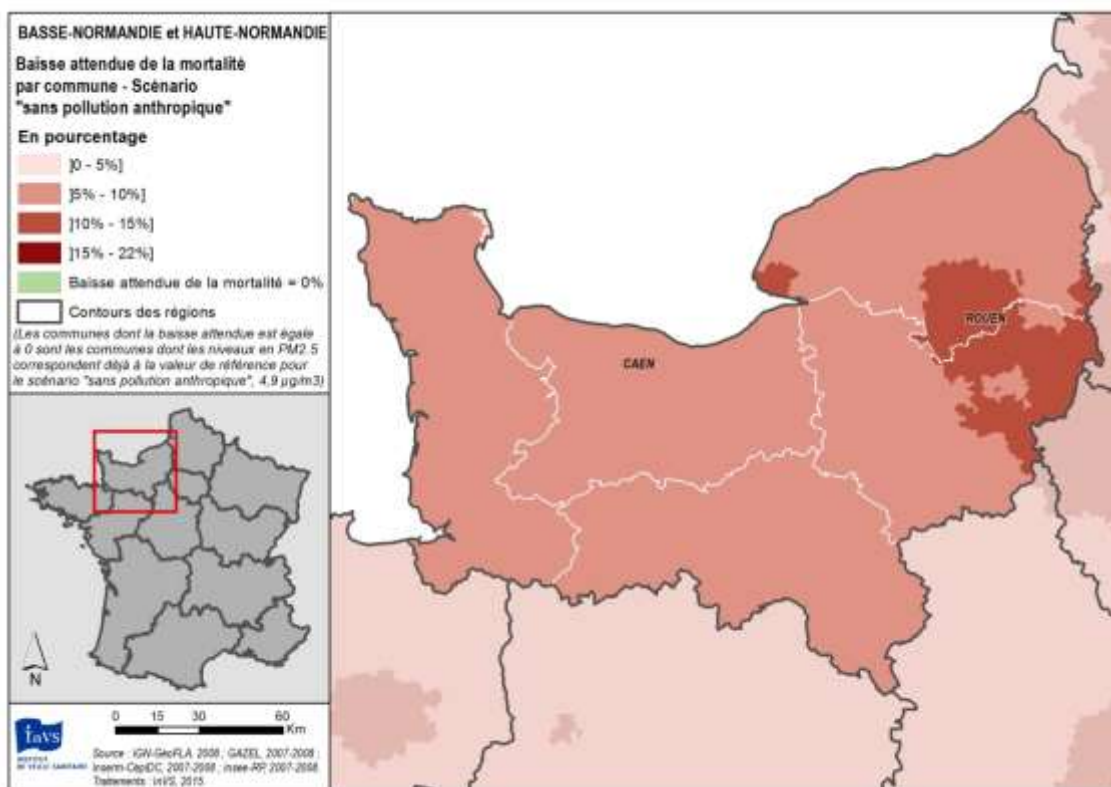 BASSE-NORMANDIE et HAUTE-NORMANDIE
Baisse attendue de la mortalité
par commune - Scénario
"sans pollution anthropique"
En pourcentage
]0 - 5%]
]5% - 10%]
]10% - 15%]
]15% - 22%]
Baisse attendue de la mortalité = 0%
Contours des régions
(Les communes dont la baisse attendue est égale
à 0 sont les communes dont les niveaux en PM2.5
correspondent déjà à la valeur de référence pour
le scénario "sans pollution anthropique", 4,9 µg/m3)
CAEN
ROUEN
N
0 15 30 60
Km
InVS
INSTITUT
DE VEILLE SANITAIRE
Source : IGN-GéoFLA, 2008 ; GAZEL, 2007-2008 ;
Inserm-CépiDC, 2007-2008 ; Insee-RP, 2007-2008.
Traitements : InVS, 2015.